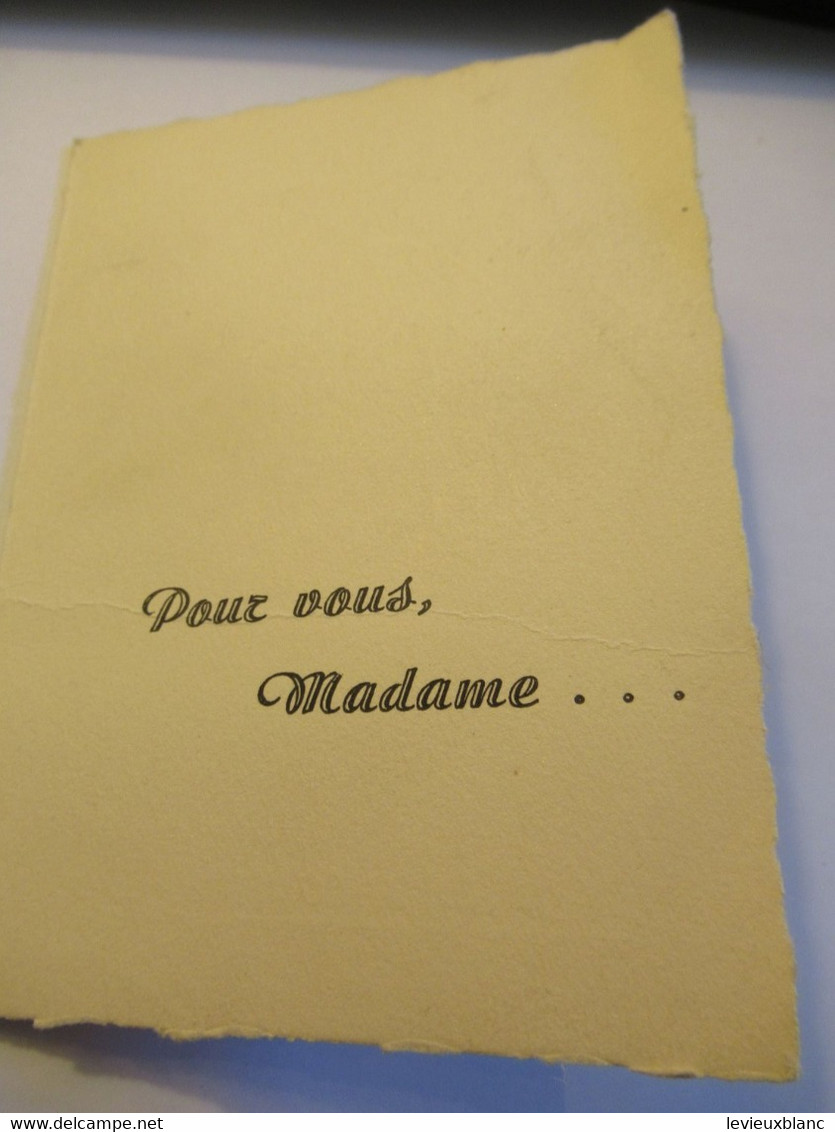 Pour vous,
Madame . . .
www.delcampe.net
levieuxblanc